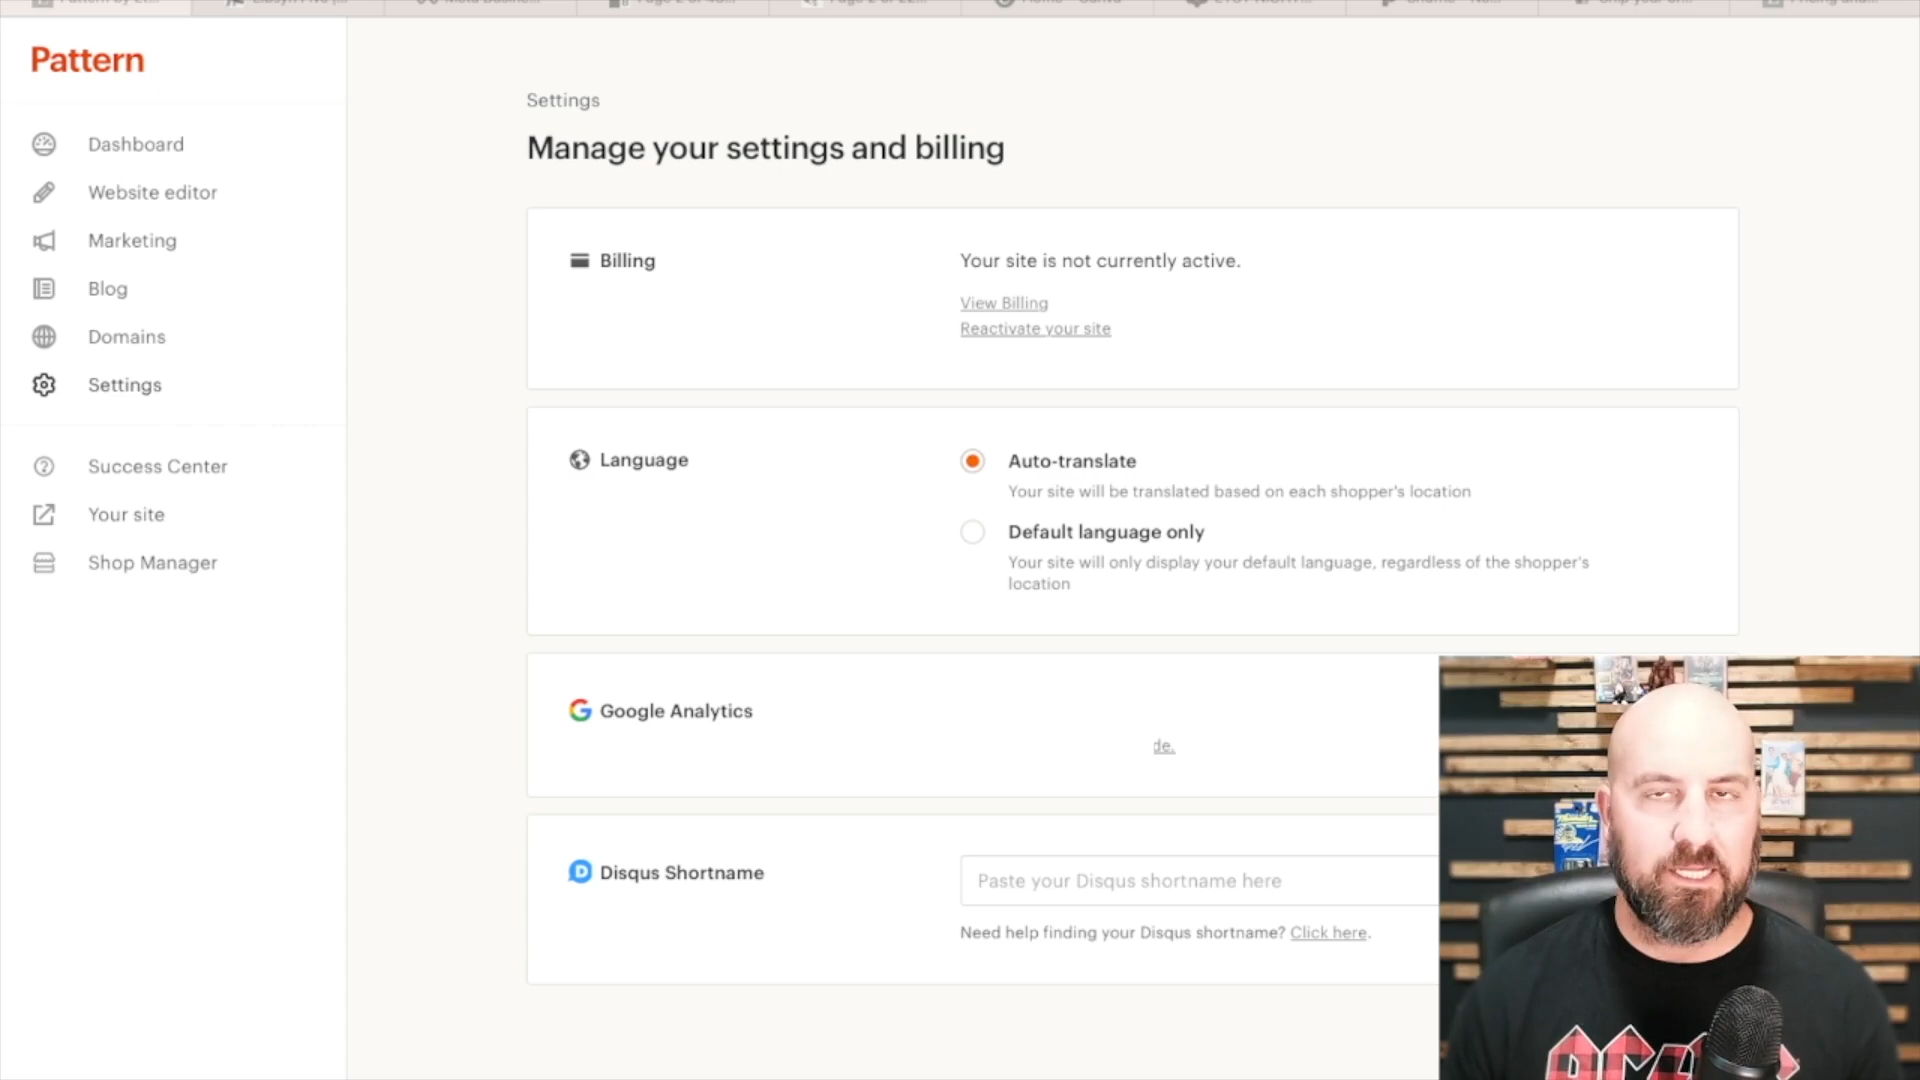 Pattern
Dashboard
Website editor
Marketing
Blog
Domains
Settings
Success Center
Your site
Shop Manager
Settings
Manage your settings and billing
Billing
Your site is not currently active.
View Billing
Reactivate your site
Language
Auto-translate
Your site will be translated based on each shopper's location
Default language only
Your site will only display your default language, regardless of the shopper's
location
Google Analytics
de.
Disqus Shortname
Paste your Disqus shortname here
Need help finding your Disqus shortname? Click here.